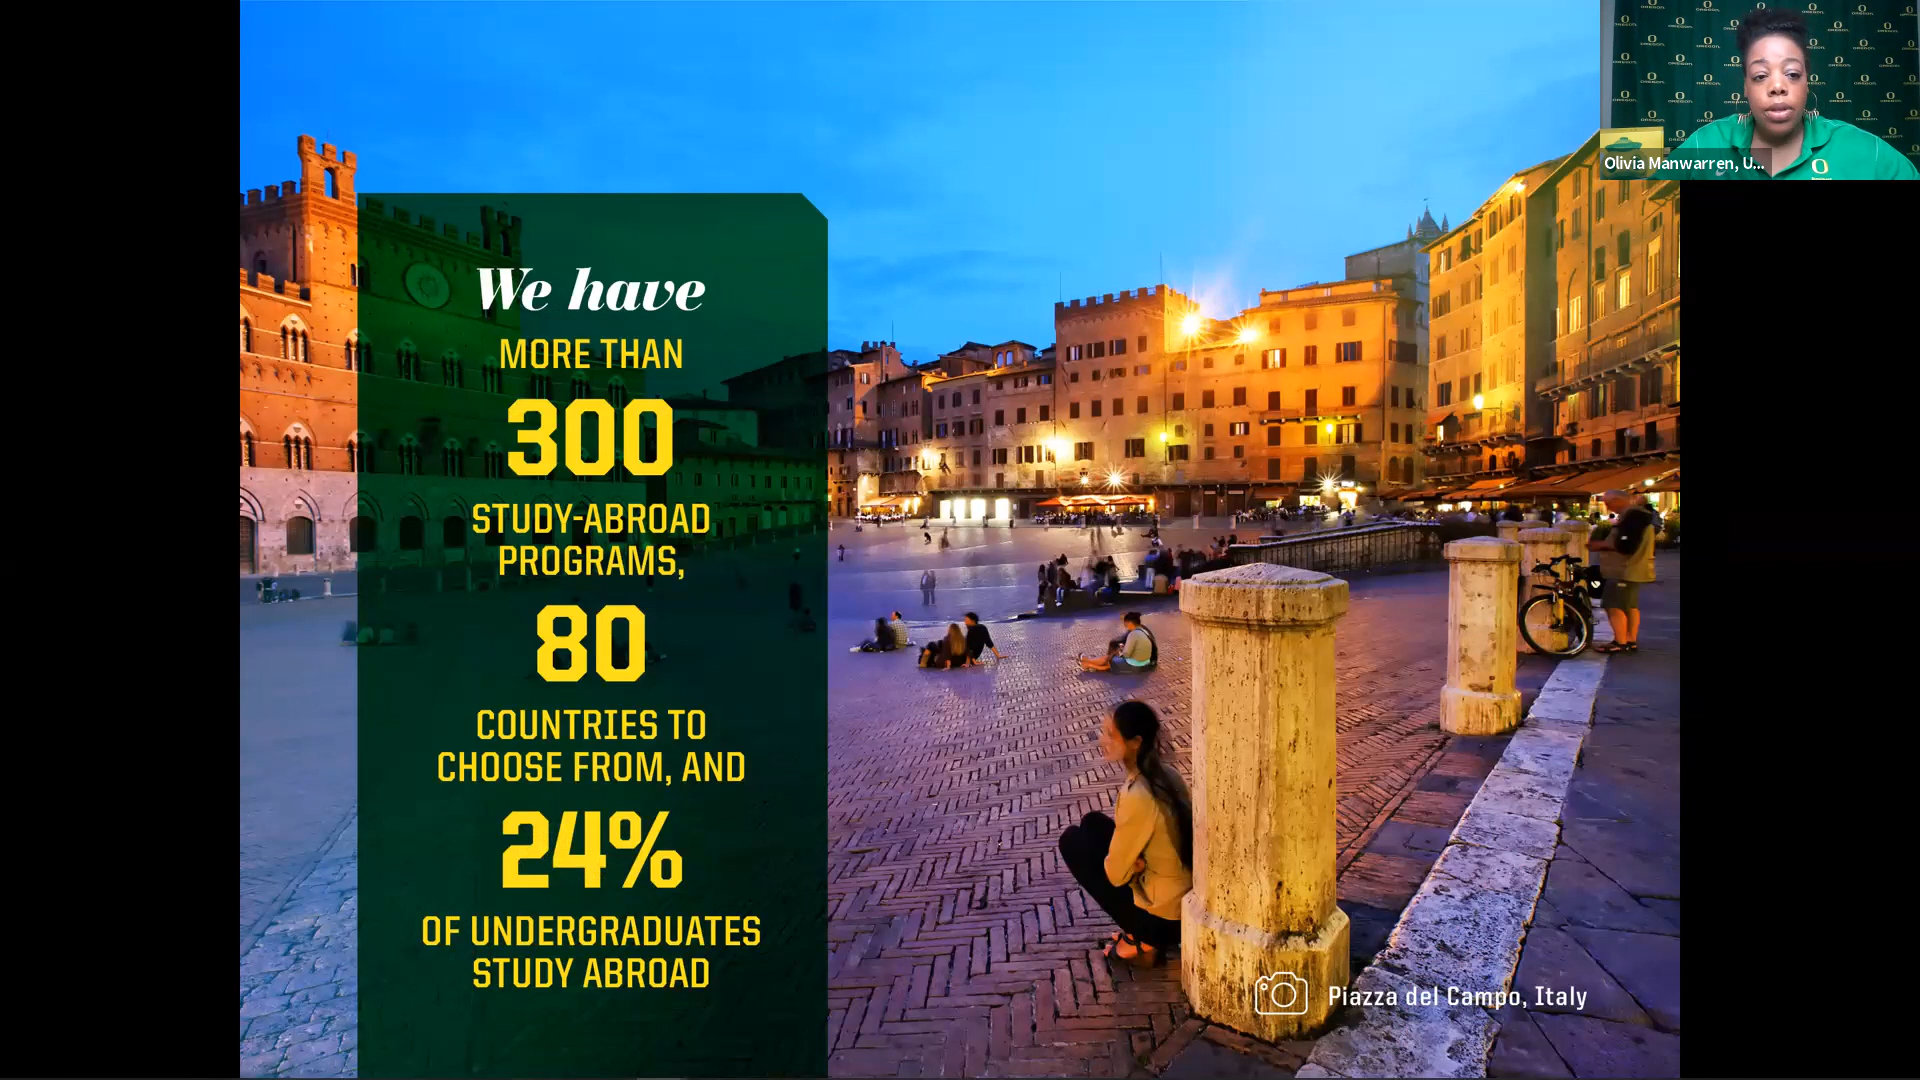 We have
MORE THAN
300
STUDY-ABROAD
PROGRAMS,
80
COUNTRIES TO
CHOOSE FROM, AND
24%
OF UNDERGRADUATES
STUDY ABROAD
Piazza del Campo, Italy
Olivia Manwarren, U...